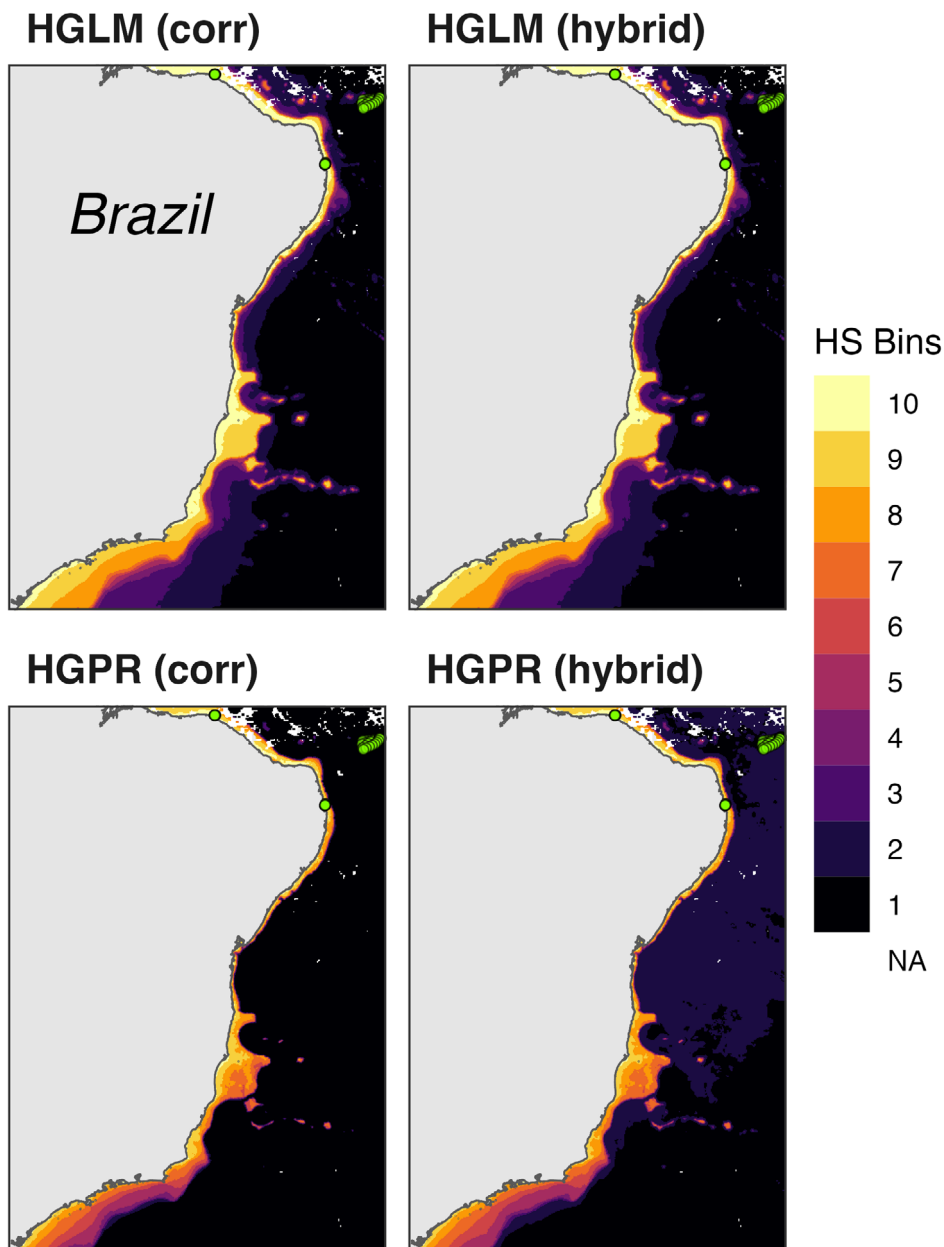 HGLM (corr)
HGLM (hybrid)
Brazil
HS Bins
10
9
8
7
6
5
4
3
2
1
NA
HGPR (corr)
HGPR (hybrid)